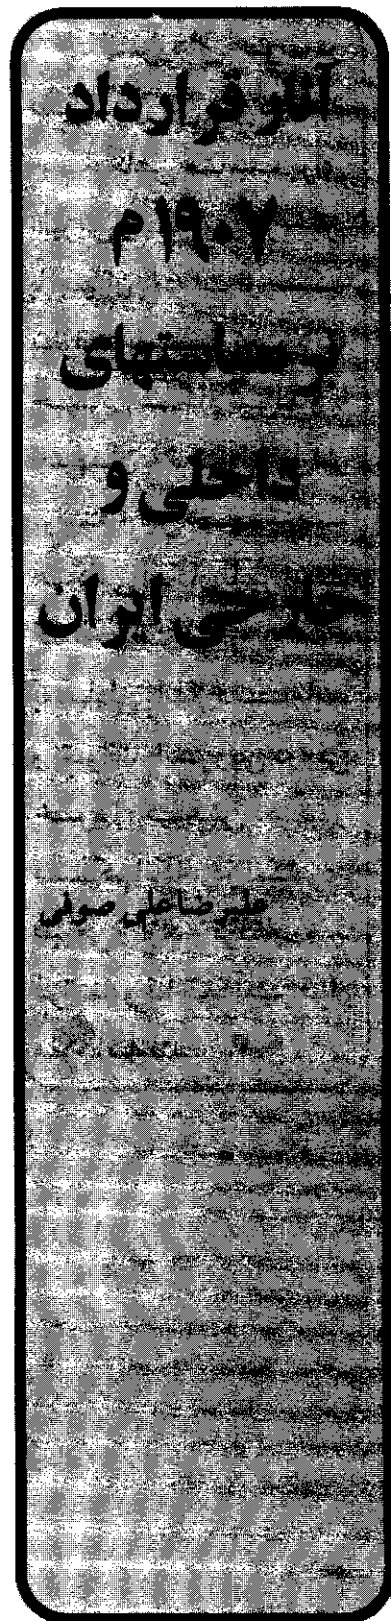 آثار قرارداد
۱۹۰۷م
بر سیاستهای
داخلی و
خارجی ایران
علیرضا علی صوفی